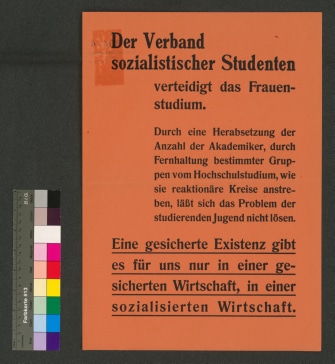 Der Verband
sozialistischer Studenten
verteidigt das Frauen-
studium.
Durch eine Herabsetzung der
Anzahl der Akademiker, durch
Fernhaltung bestimmter Grup-
pen vom Hochschulstudium, wie
sie reaktionäre Kreise anstre-
ben, läßt sich das Problem der
studierenden Jugend nicht lösen.
Eine gesicherte Existenz gibt
es für uns nur in einer ge-
sicherten Wirtschaft, in einer
sozialisierten Wirtschaft.